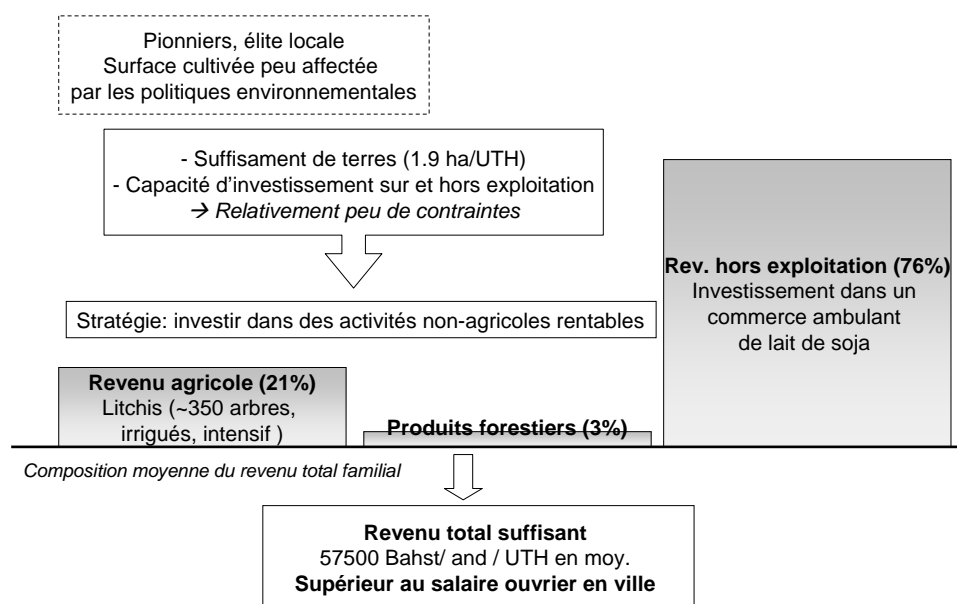 Pionniers, élite locale
Surface cultivée peu affectée
par les politiques environnementales
- Suffisament de terres (1.9 ha/UTH)
- Capacité d'investissement sur et hors exploitation
→ Relativement peu de contraintes
Rev. hors exploitation (76%)
Investissement dans un
commerce ambulant
de lait de soja
Stratégie: investir dans des activités non-agricoles rentables
Revenu agricole (21%)
Litchis (~350 arbres,
irrigués, intensif )
Produits forestiers (3%)
Composition moyenne du revenu total familial
Revenu total suffisant
57500 Bahst/ and / UTH en moy.
Supérieur au salaire ouvrier en ville